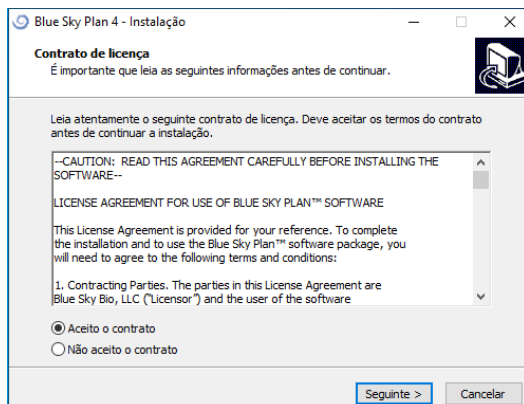 Blue Sky Plan 4 - Instalação
Contrato de licença
É importante que leia as seguintes informações antes de continuar.
Leia atentamente o seguinte contrato de licença. Deve aceitar os termos do contrato
antes de continuar a instalação.
--CAUTION: READ THIS AGREEMENT CAREFULLY BEFORE INSTALLING THE
SOFTWARE--
LICENSE AGREEMENT FOR USE OF BLUE SKY PLAN™ SOFTWARE
This License Agreement is provided for your reference. To complete
the installation and to use the Blue Sky Plan™ software package, you
will need to agree to the following terms and conditions:
1. Contracting Parties. The parties in this License Agreement are
Blue Sky Bio, LLC ("Licensor") and the user of the software
Aceito o contrato
Não aceito o contrato
Seguinte >
Cancelar